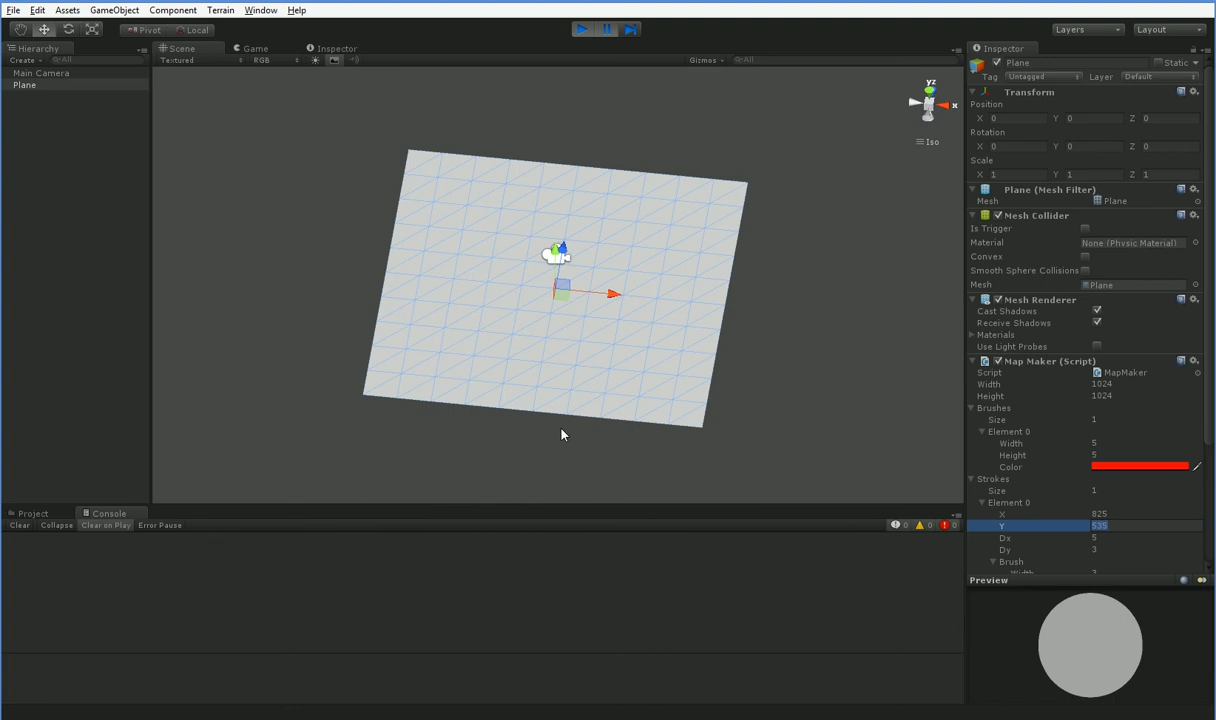 File Edit Assets GameObject Component Terrain Window Help
Pivot Local Layers Layout
Hierarchy Scene Game Inspector Inspector
Create All Textured RGB Gizmos All
Plane Static
Tag Untagged Layer Default
Main Camera
Plane
yz
x
Iso
Transform
Position
X 0 Y 0 Z 0
Rotation
X 0 Y 0 Z 0
Scale
X 1 Y 1 Z 1
Plane (Mesh Filter)
Mesh Plane
Mesh Collider
Is Trigger
Material None (Physic Material)
Convex
Smooth Sphere Collisions
Mesh Plane
Mesh Renderer
Cast Shadows
Receive Shadows
Materials
Use Light Probes
Map Maker (Script)
Script MapMaker
Width 1024
Height 1024
Brushes
Size 1
Element 0
Width 5
Height 5
Color
Strokes
Size 1
Element 0
X 825
Y 535
Dx 5
Dy 3
Brush
Project Console
Clear Collapse Clear on Play Error Pause 0 0 0
Preview